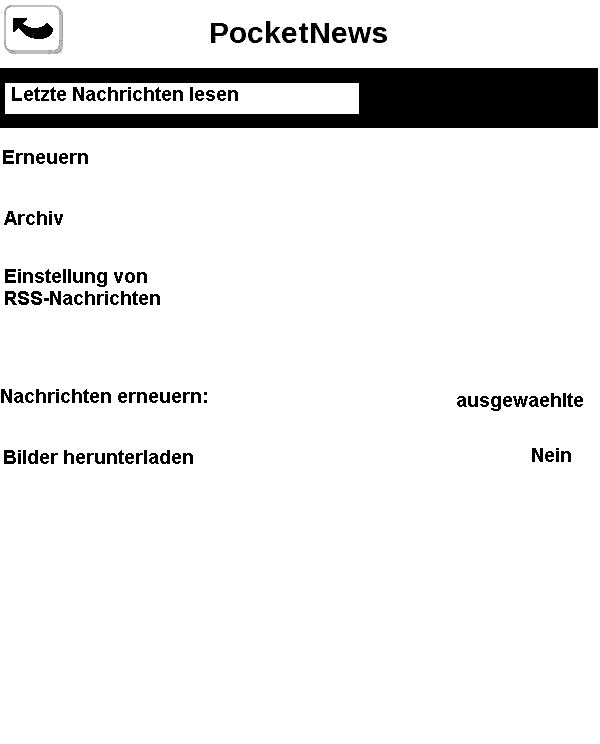 PocketNews
Letzte Nachrichten lesen
Erneuern
Archiv
Einstellung von
RSS-Nachrichten
Nachrichten erneuern: ausgewaehlte
Bilder herunterladen Nein